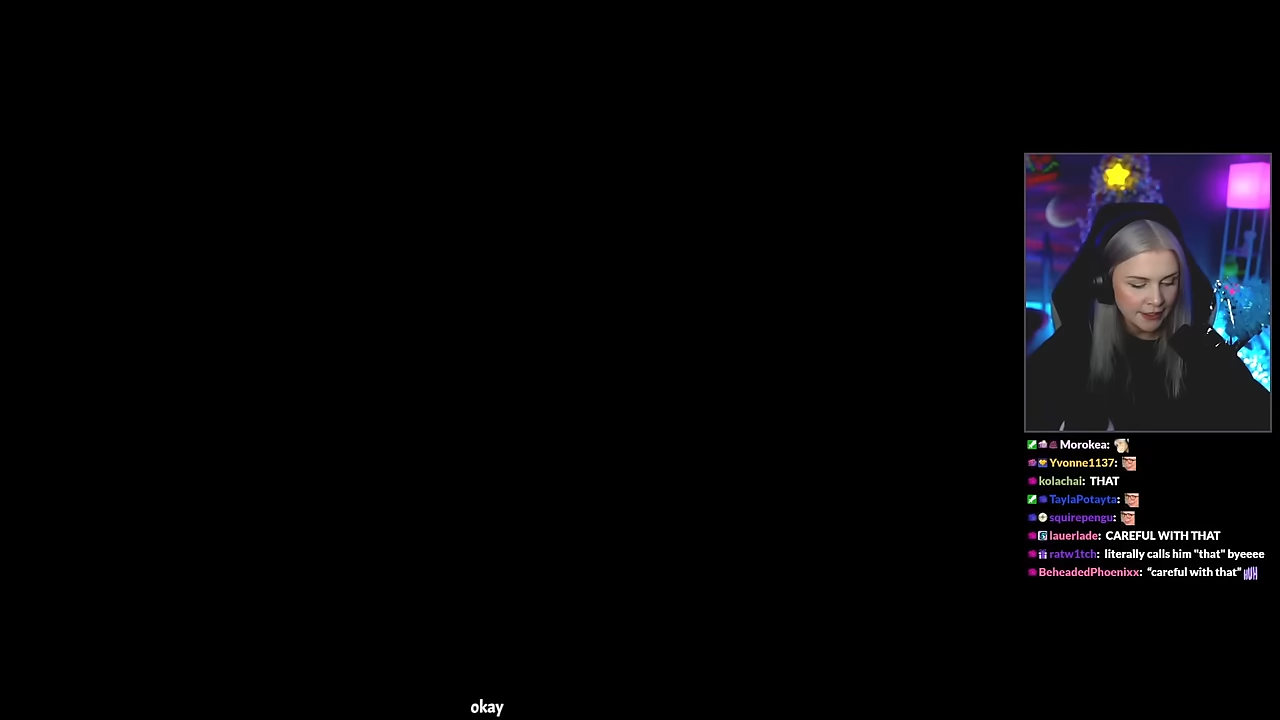 Morokea:
Yvonne1137:
kolachai: THAT
TaylaPotayta:
squirepengu:
lauerlade: CAREFUL WITH THAT
ratw1tch: literally calls him "that" byeeee
BeheadedPhoenixx: “careful with that”
okay